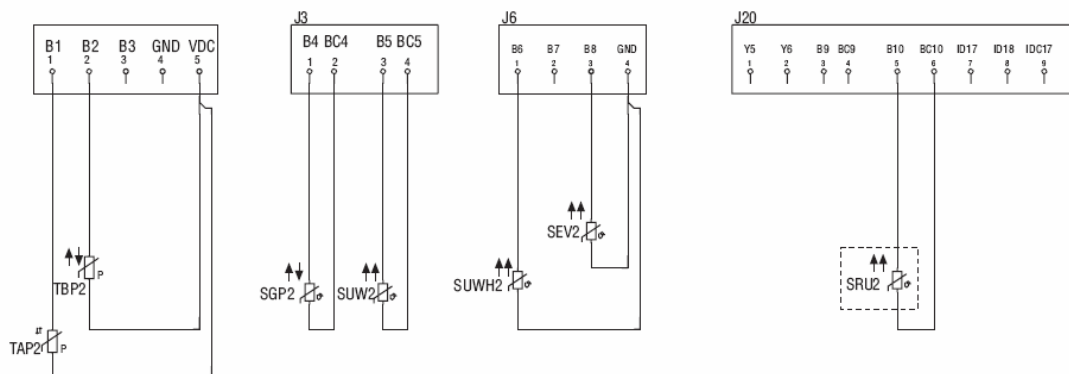 J3
J6
J20
B1 B2 B3 GND VDC
1 2 3 4 5
B4 BC4 B5 BC5
1 2 3 4
B6 B7 B8 GND
1 2 3 4
Y5 Y6 B9 BC9 B10 BC10 ID17 ID18 IDC17
1 2 3 4 5 6 7 8 9
TBP2 P
TAP2 P
SGP2
SUW2
SUWH2
SEV2
SRU2